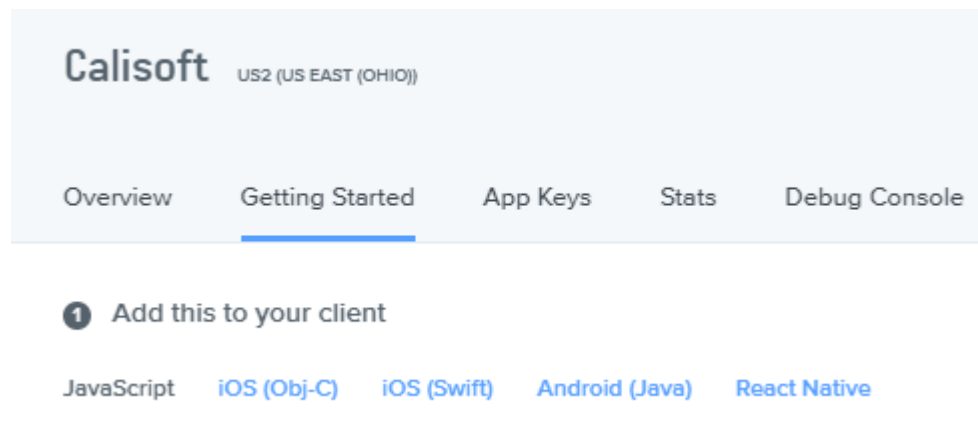 Calisoft US2 (US EAST (OHIO))
Overview Getting Started App Keys Stats Debug Console
1 Add this to your client
JavaScript iOS (Obj-C) iOS (Swift) Android (Java) React Native